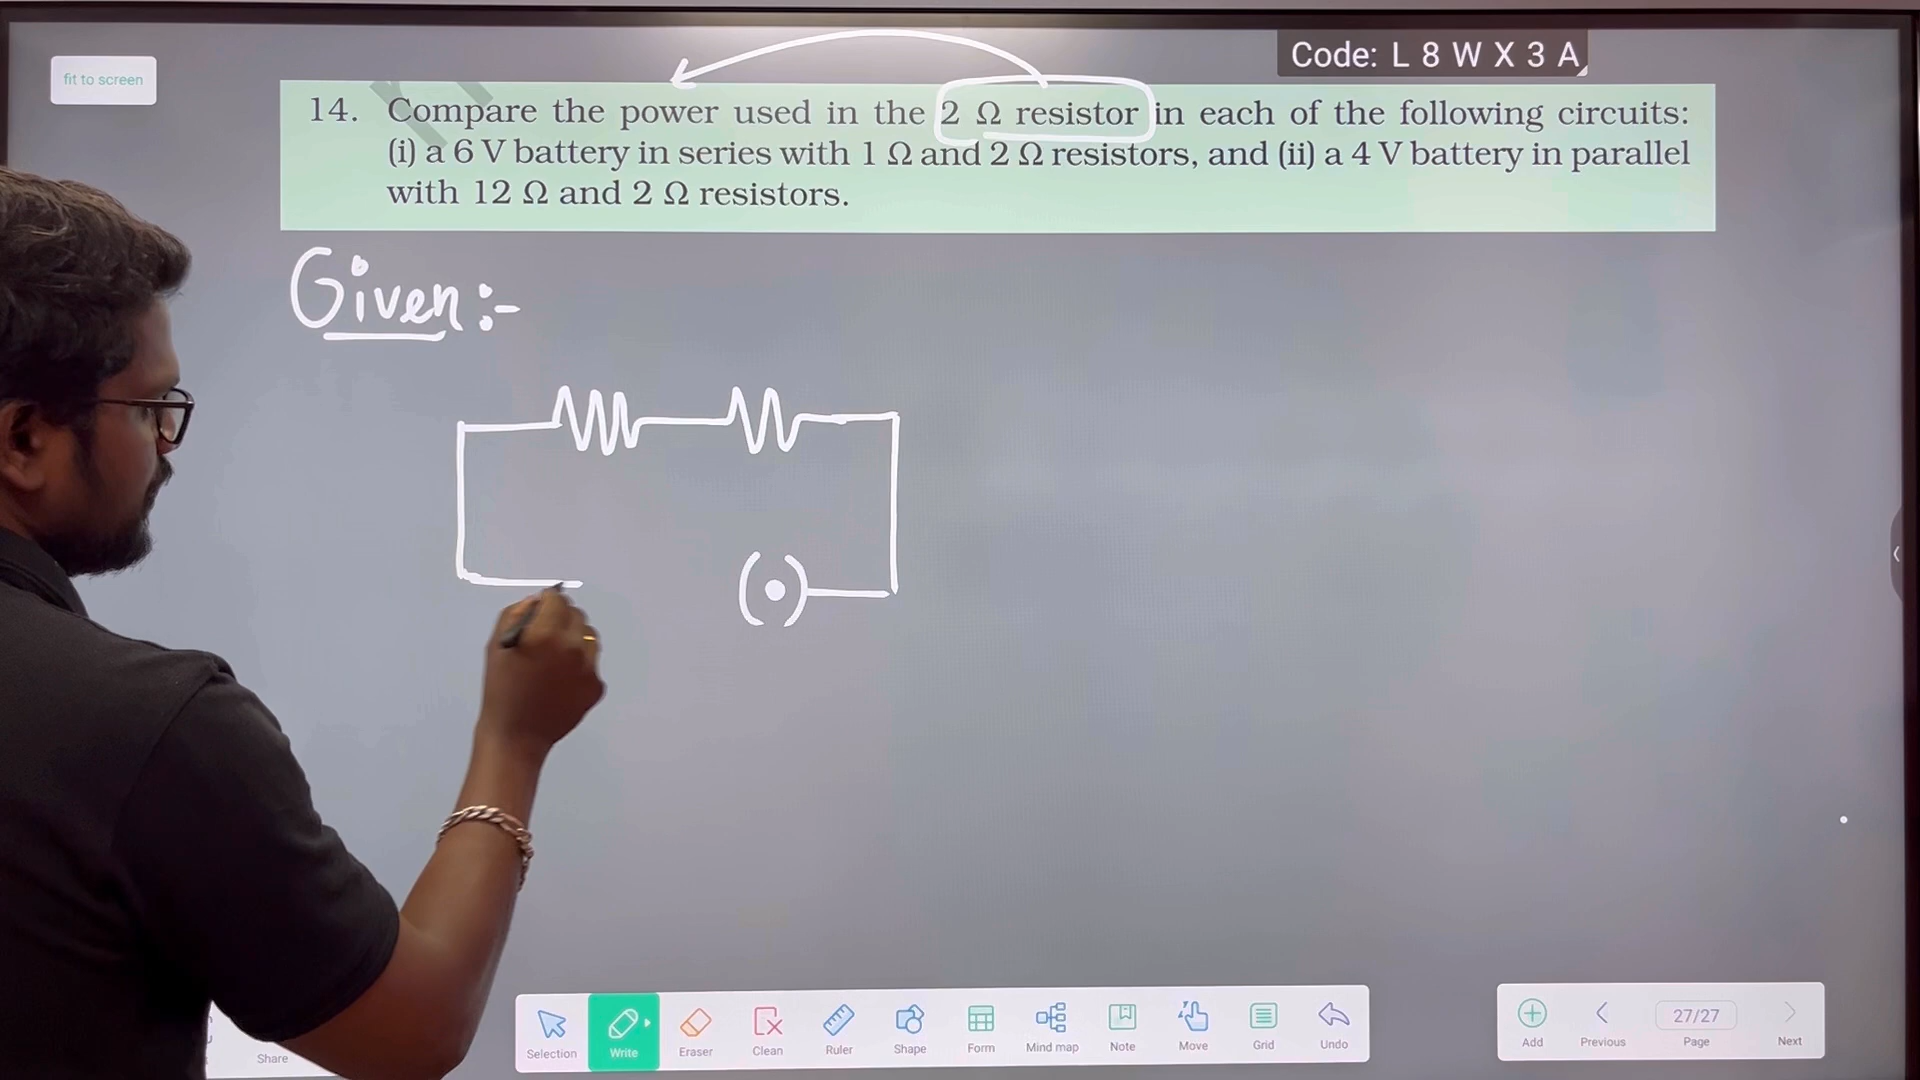 fit to screen
Code: L 8 W X 3 A
14. Compare the power used in the 2 Ω resistor in each of the following circuits:
(i) a 6 V battery in series with 1 Ω and 2 Ω resistors, and (ii) a 4 V battery in parallel
with 12 Ω and 2 Ω resistors.
Given:-
Share
Selection
Write
Eraser
Clean
Ruler
Shape
Form
Mind map
Note
Move
Grid
Undo
Add
Previous
27/27
Page
Next